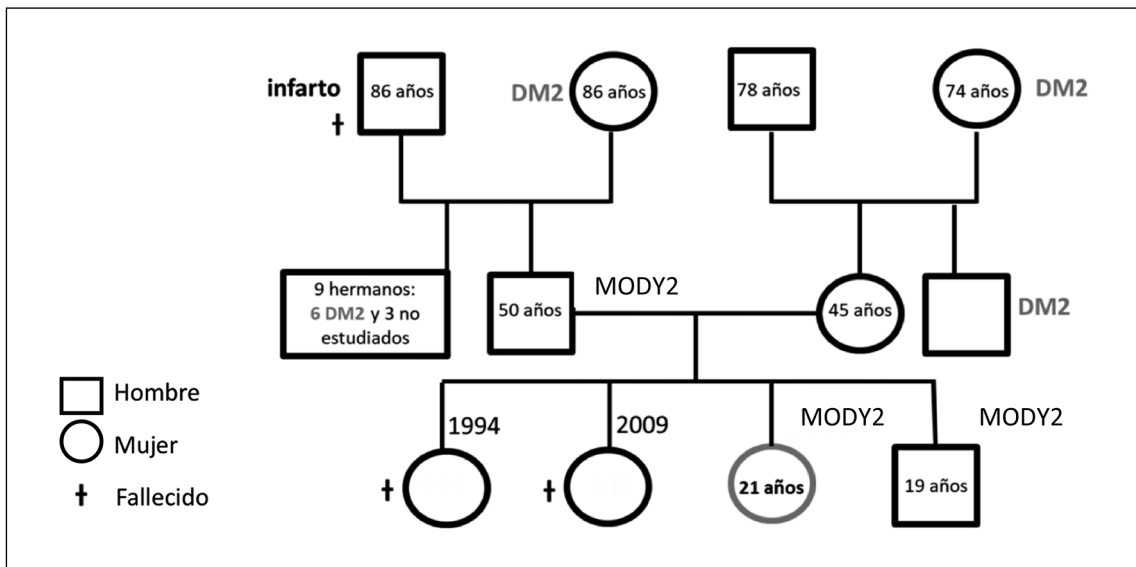 infarto
86 años
DM2
86 años
78 años
74 años
DM2
9 hermanos:
6 DM2 y 3 no
estudiados
50 años
MODY2
45 años
DM2
Hombre
Mujer
Fallecido
1994
2009
MODY2
MODY2
21 años
19 años